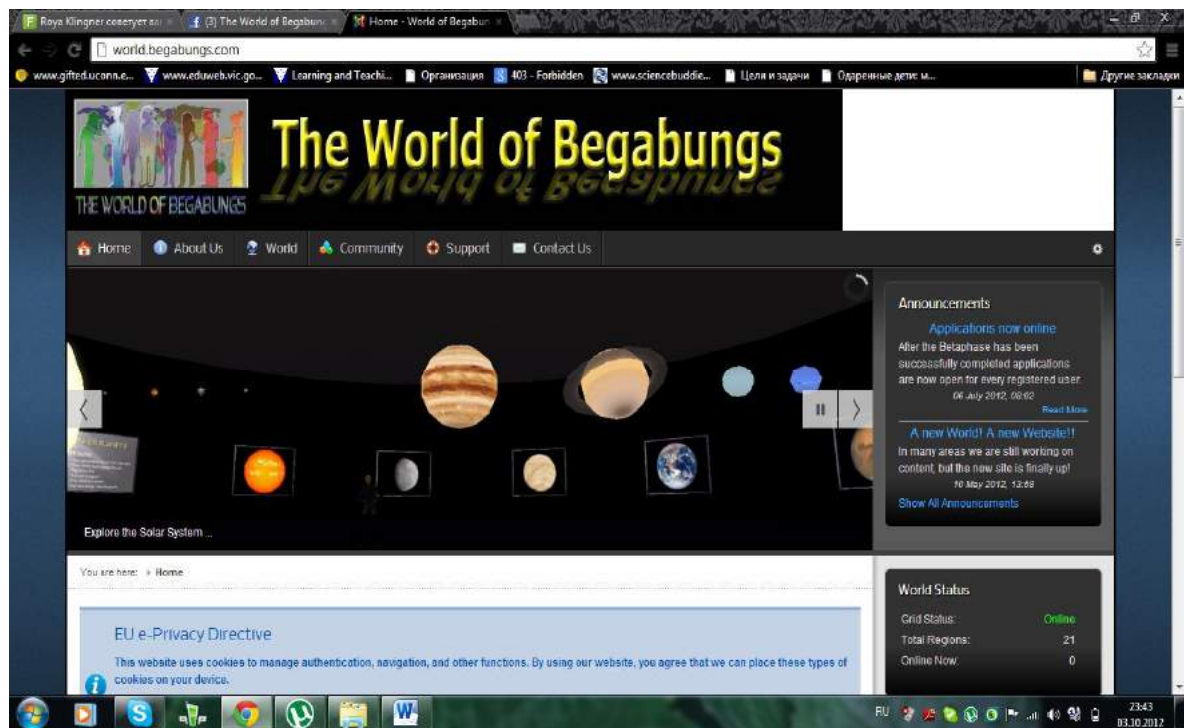 Roya Klingner советует ва
(3) The World of Begabun
Home - World of Begabun
world.begabungs.com
www.gifted.uconn.e...
www.eduweb.vic.go...
Learning and Teachi...
Организация
403 - Forbidden
www.sciencebuddie...
Цели и задачи
Одаренные дети: м...
Другие закладки
THE WORLD OF BEGABUNGS
The World of Begabungs
Home
About Us
World
Community
Support
Contact Us
Explore the Solar System ...
Announcements
Applications now online
After the Betaphase has been
successfully completed applications
are now open for every registered user.
06 July 2012, 08:02
Read More
A new World! A new Website!!
In many areas we are still working on
content, but the new site is finally up!
Show All Announcements
You are here:
Home
EU e-Privacy Directive
This website uses cookies to manage authentication, navigation, and other functions. By using our website, you agree that we can place these types of
cookies on your device.
World Status
Grid Status: Online
Total Regions: 21
Online Now: 0
RU
23:43
03.10.2012